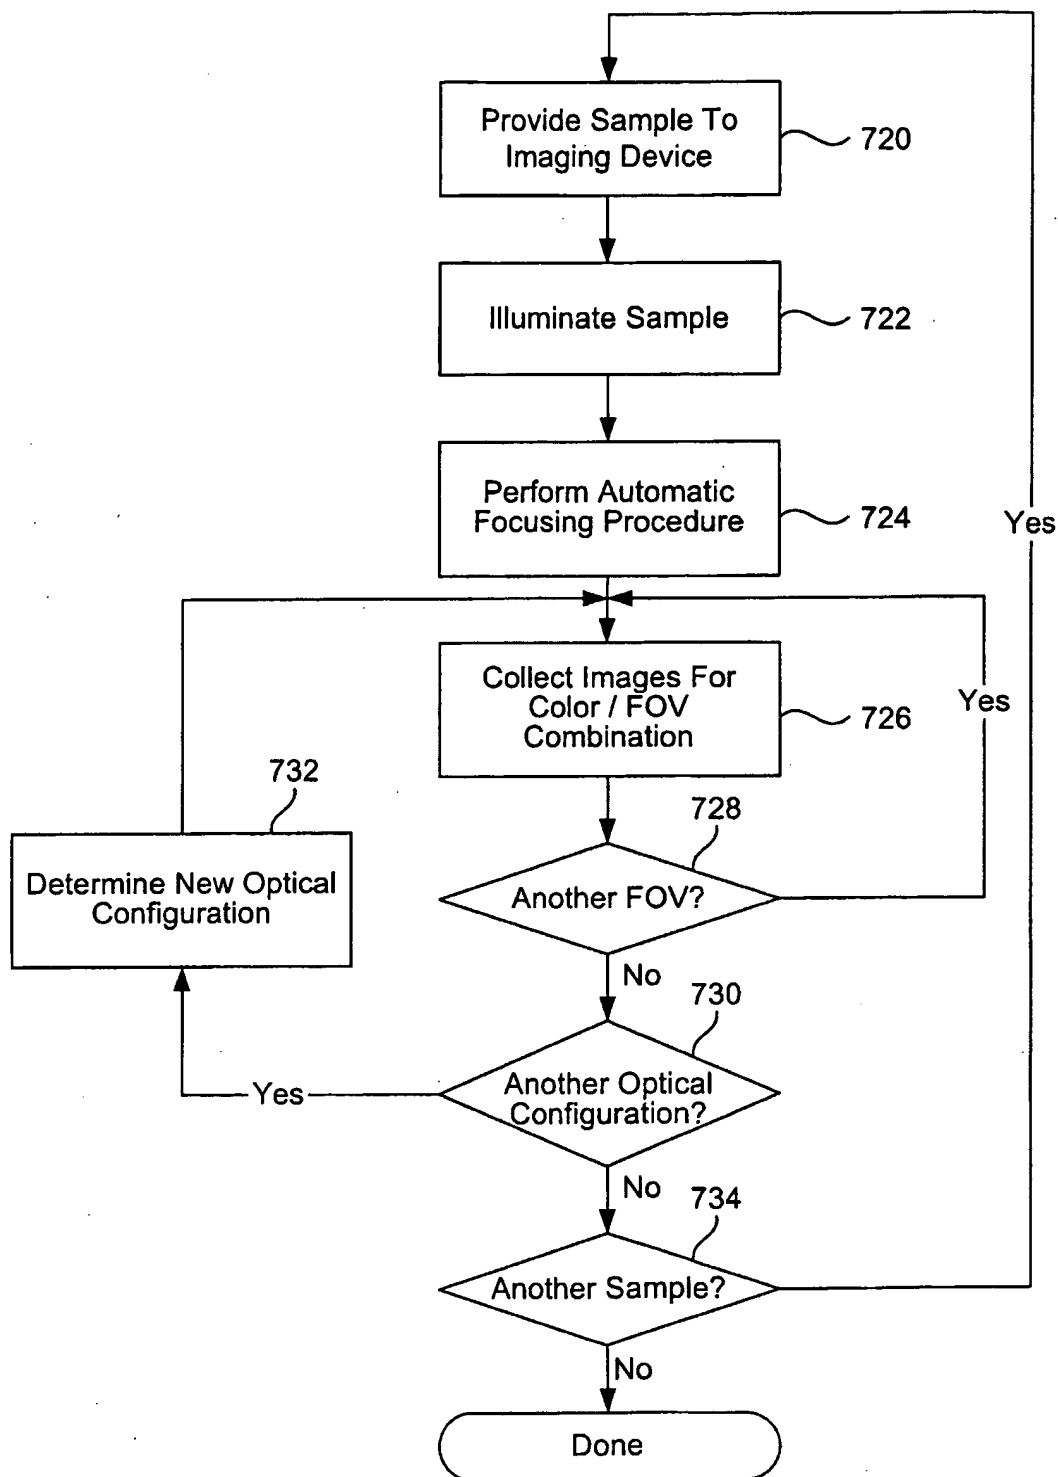 Provide Sample To
Imaging Device
720
Illuminate Sample
722
Perform Automatic
Focusing Procedure
724
Yes
Collect Images For
Color / FOV
Combination
726
Yes
732
Determine New Optical
Configuration
728
Another FOV?
No
730
Another Optical
Configuration?
Yes
No
734
Another Sample?
No
Done